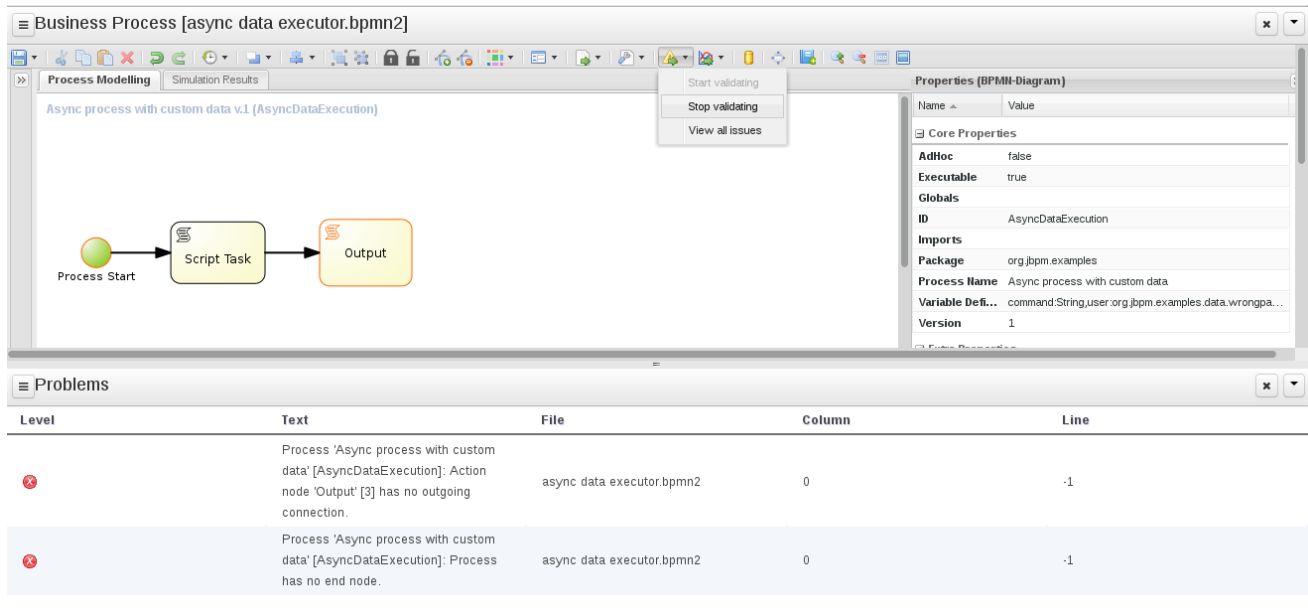 Business Process [async data executor.bpmn2]
Process Modelling
Simulation Results
Start validating
Stop validating
View all issues
Async process with custom data v.1 (AsyncDataExecution)
Process Start
Script Task
Output
Properties (BPMN-Diagram)
Name Value
Core Properties
AdHoc false
Executable true
Globals
ID AsyncDataExecution
Imports
Package org.jbpm.examples
Process Name Async process with custom data
Variable Defi... command:String,user:org.jbpm.examples.data.wrongpa...
Version 1
Problems
Level Text File Column Line
Process 'Async process with custom
data' [AsyncDataExecution]: Action
node 'Output' [3] has no outgoing
connection.
async data executor.bpmn2 0 -1
Process 'Async process with custom
data' [AsyncDataExecution]: Process
has no end node.
async data executor.bpmn2 0 -1